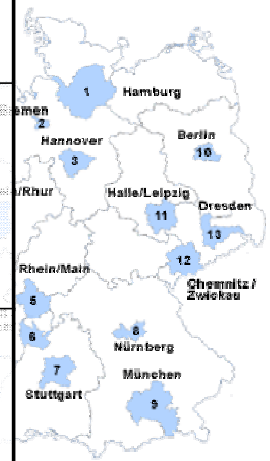 1
Hamburg
emen
2
Hannover
3
Berlin
10
n/Rhur
Halle/Leipzig
11
Dresden
13
12
Rhein/Main
Chemnitz /
Zwickau
5
6
8
Nürnberg
7
Stuttgart
München
9